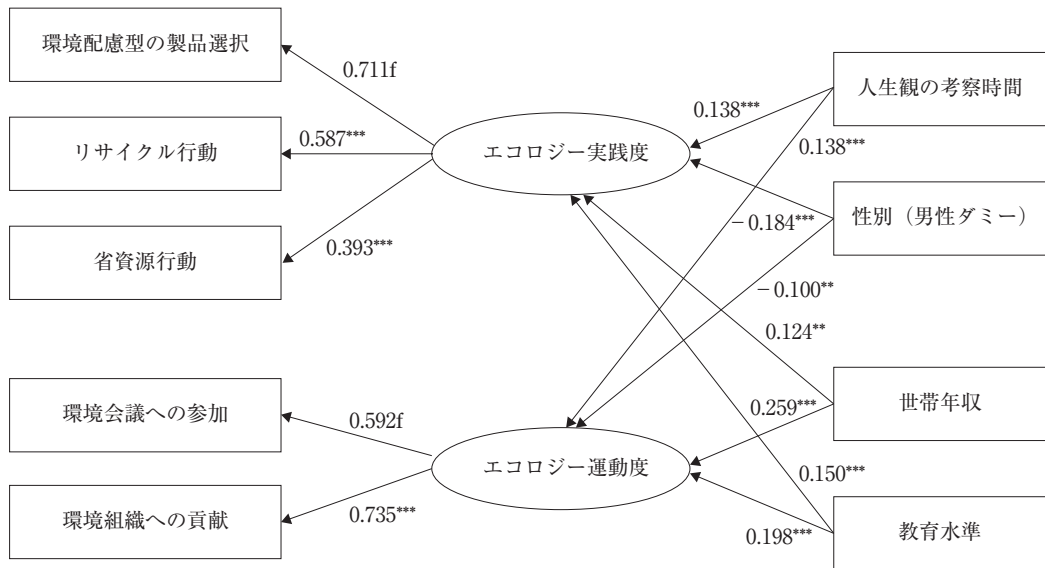 環境配慮型の製品選択
0.711f
人生観の考察時間
0.138***
0.138***
リサイクル行動
0.587***
エコロジー実践度
性別（男性ダミー）
－0.184***
省資源行動
0.393***
－0.100**
0.124**
環境会議への参加
0.592f
世帯年収
0.259***
エコロジー運動度
0.150***
環境組織への貢献
0.735***
0.198***
教育水準